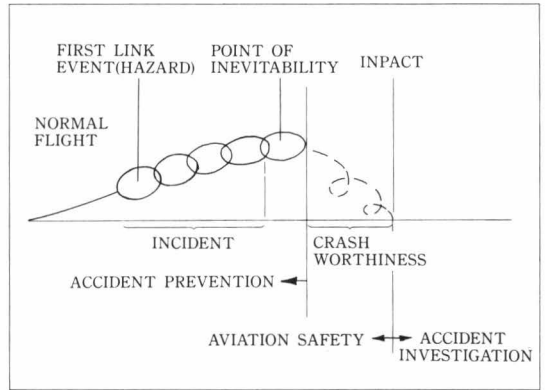 FIRST LINK
EVENT(HAZARD)
POINT OF
INEVITABILITY
INPACT
NORMAL
FLIGHT
INCIDENT
CRASH
WORTHINESS
ACCIDENT PREVENTION
AVIATION SAFETY
ACCIDENT
INVESTIGATION